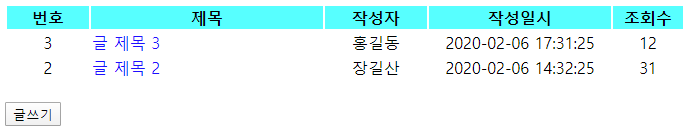 번호 제목 작성자 작성일시 조회수
3 글 제목 3 홍길동 2020-02-06 17:31:25 12
2 글 제목 2 장길산 2020-02-06 14:32:25 31
글쓰기